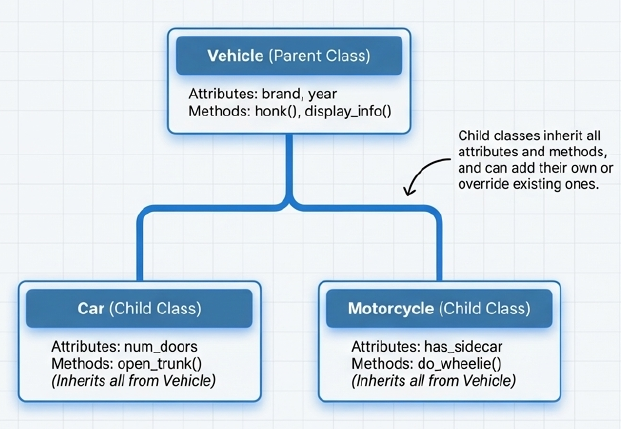 Vehicle (Parent Class)
Attributes: brand, year
Methods: honk(), display_info()
Child classes inherit all
attributes and methods,
and can add their own or
override existing ones.
Car (Child Class)
Attributes: num_doors
Methods: open_trunk()
(Inherits all from Vehicle)
Motorcycle (Child Class)
Attributes: has_sidecar
Methods: do_wheelie()
(Inherits all from Vehicle)